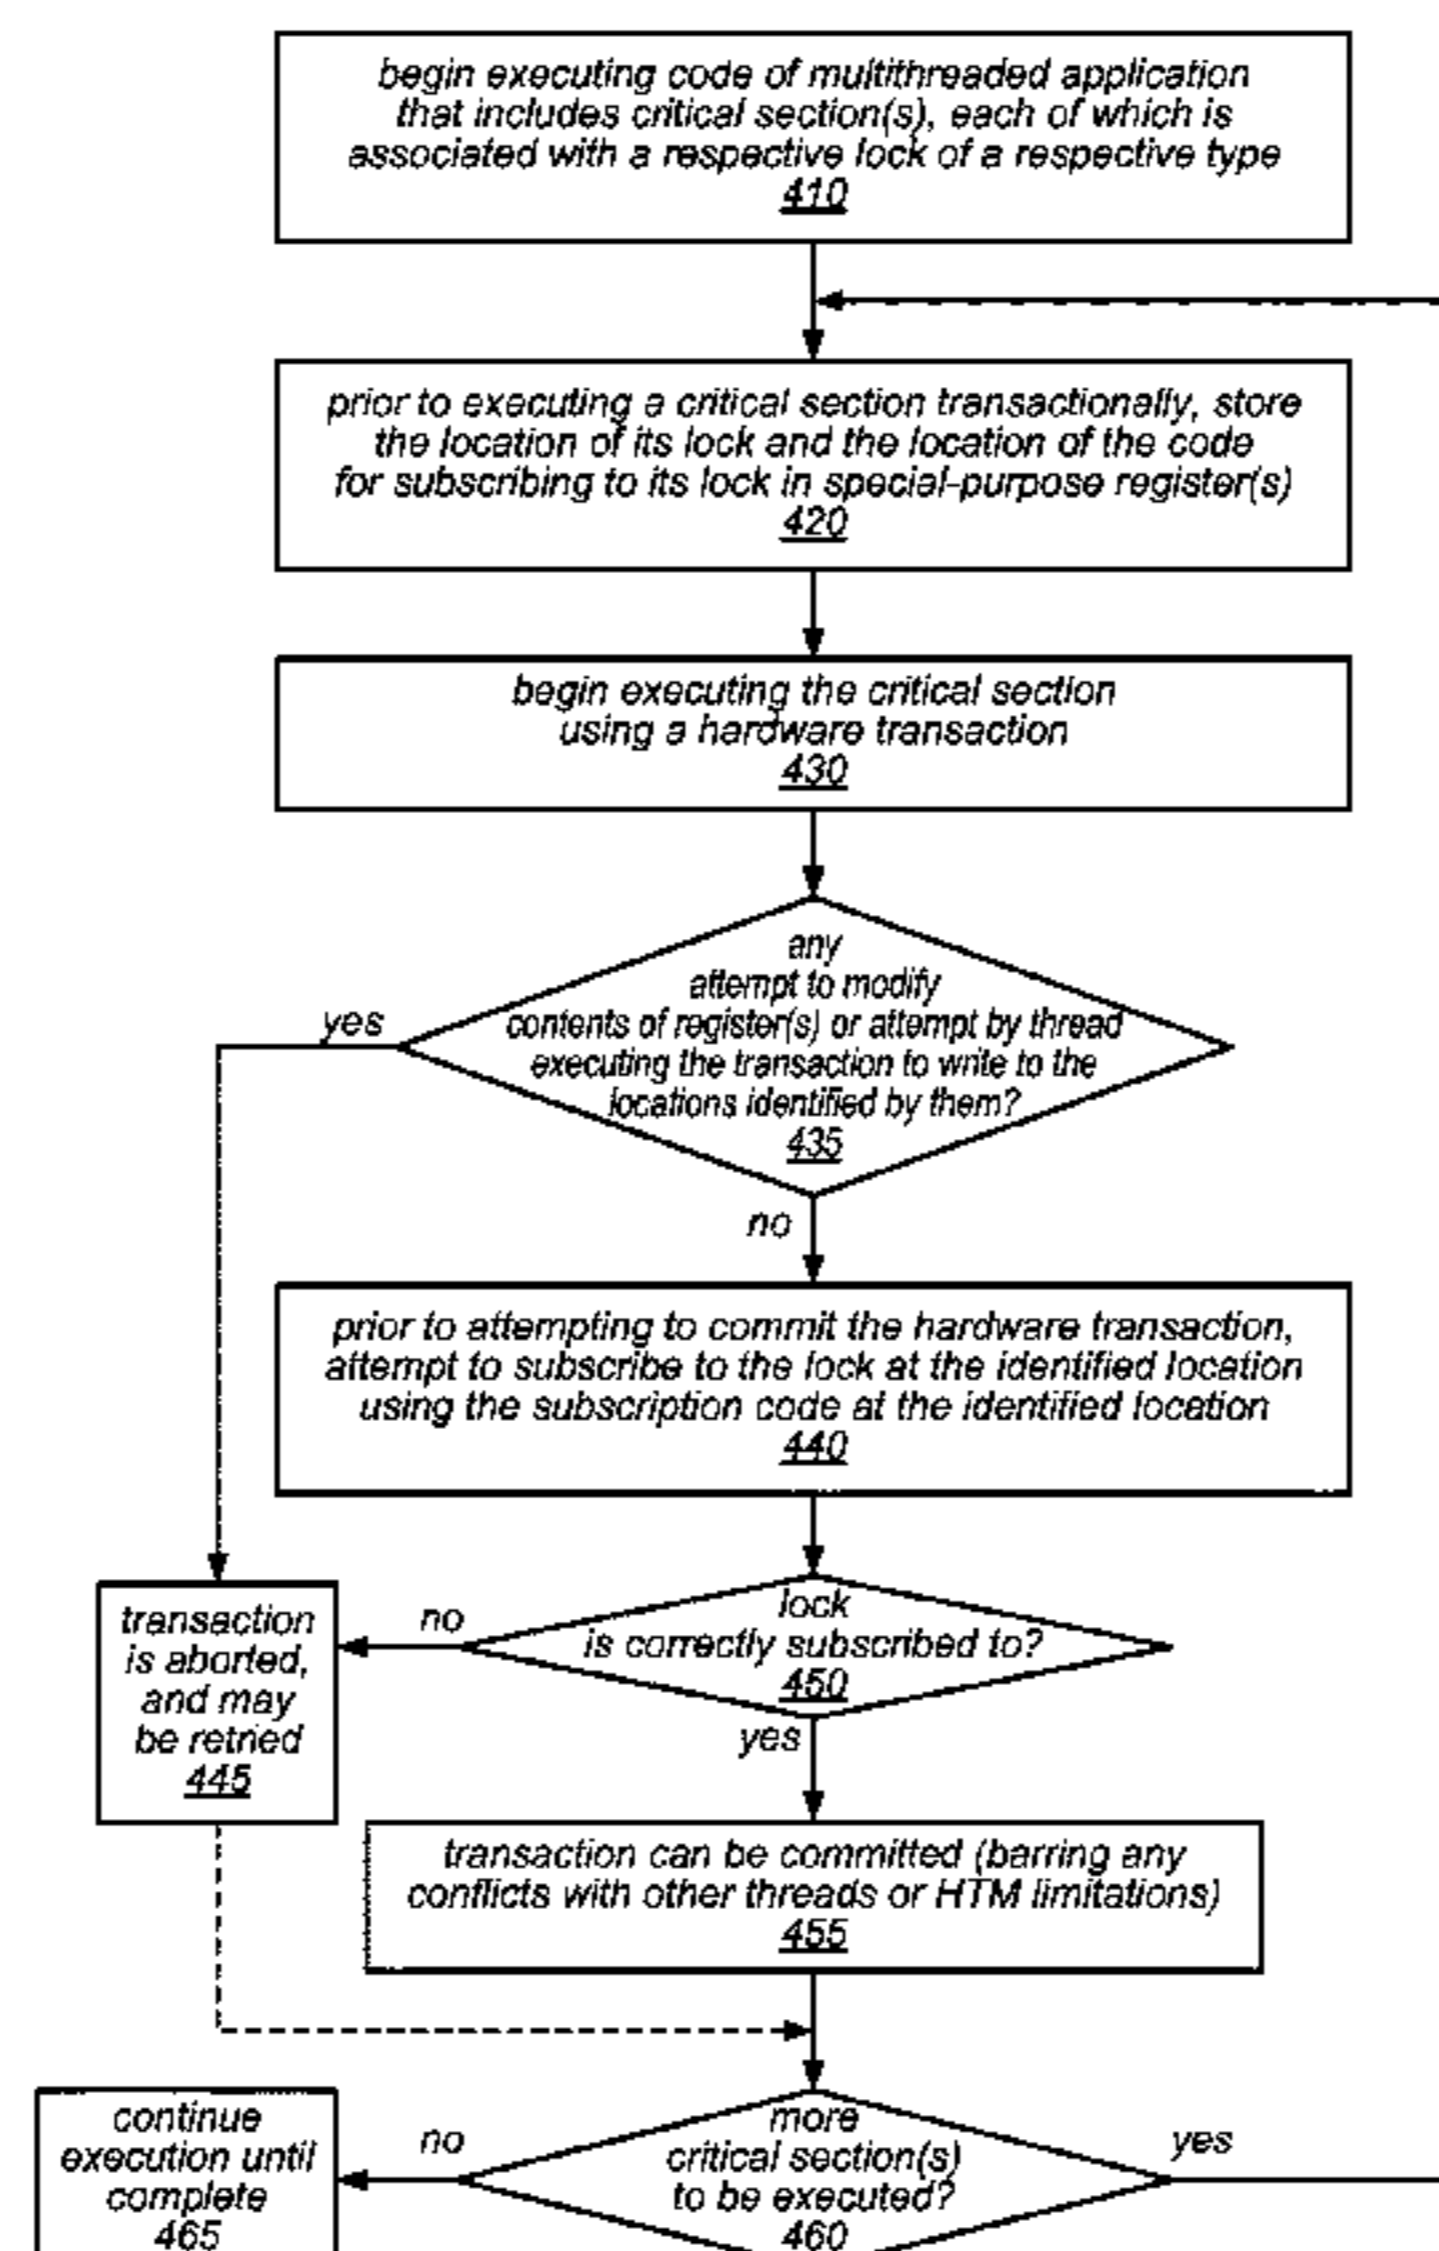 begin executing code of multithreaded application
that includes critical section(s), each of which is
associated with a respective lock of a respective type
410
prior to executing a critical section transactionally, store
the location of its lock and the location of the code
for subscribing to its lock in special-purpose register(s)
420
begin executing the critical section
using a hardware transaction
430
any
attempt to modify
contents of register(s) or attempt by thread
executing the transaction to write to the
locations identified by them?
435
yes
no
prior to attempting to commit the hardware transaction,
attempt to subscribe to the lock at the identified location
using the subscription code at the identified location
440
lock
is correctly subscribed to?
450
no
yes
transaction
is aborted,
and may
be retried
445
transaction can be committed (barring any
conflicts with other threads or HTM limitations)
455
more
critical section(s)
to be executed?
460
no
yes
continue
execution until
complete
465